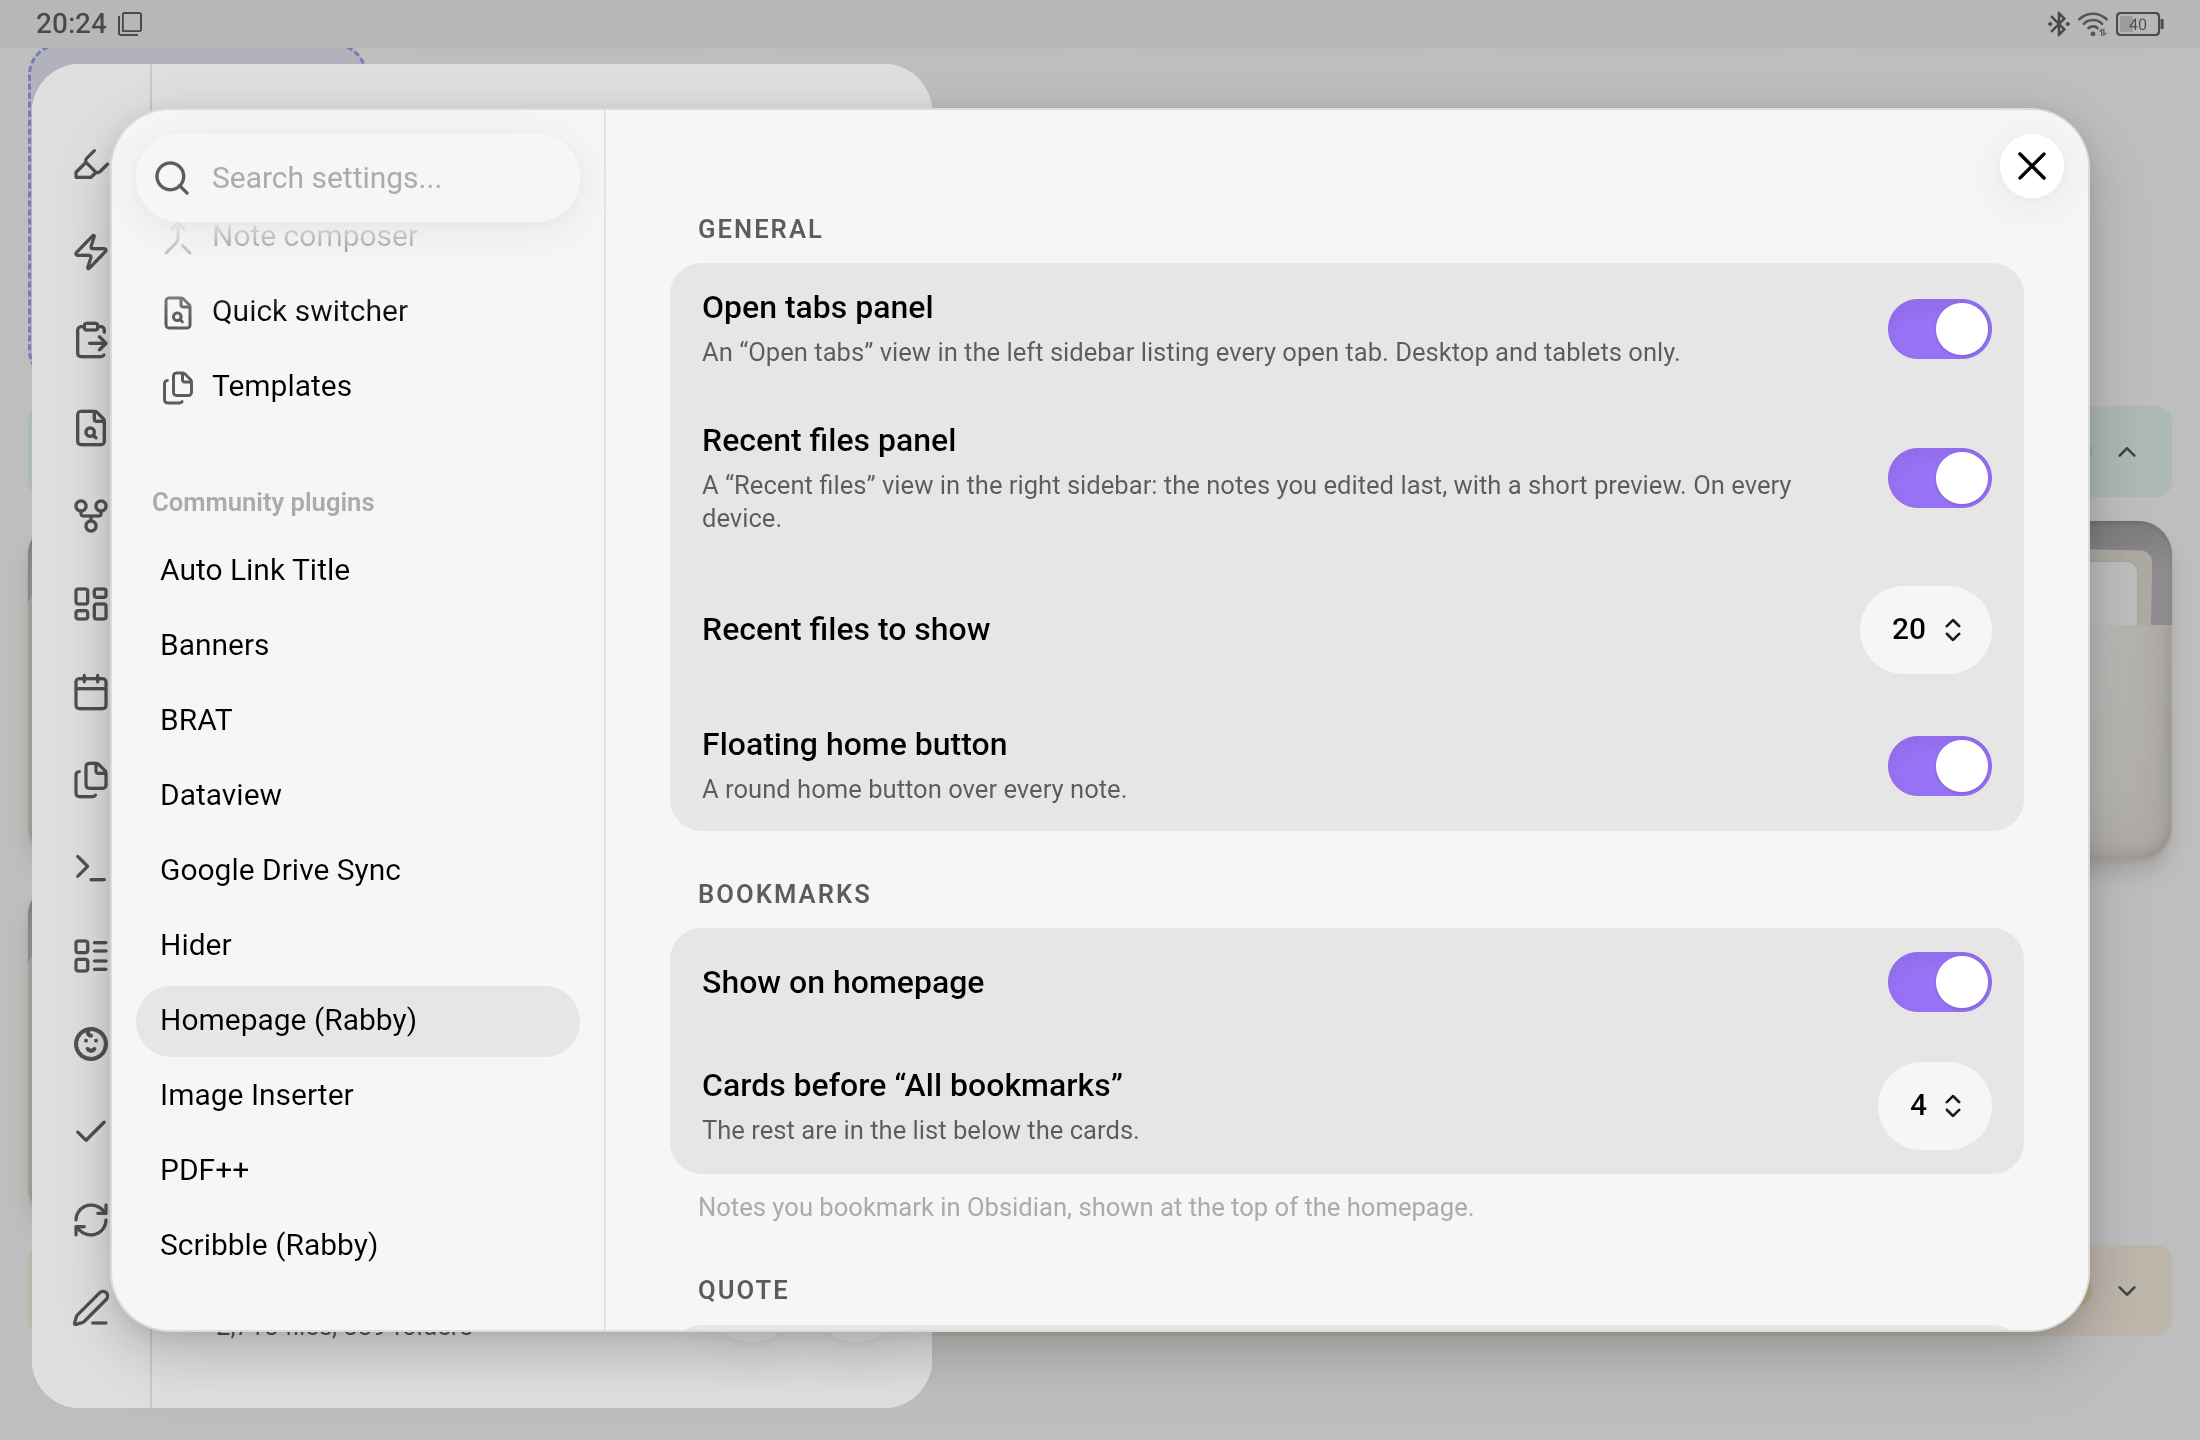 20:24
40
Search settings...
Note composer
Quick switcher
Templates
Community plugins
Auto Link Title
Banners
BRAT
Dataview
Google Drive Sync
Hider
Homepage (Rabby)
Image Inserter
PDF++
Scribble (Rabby)
GENERAL
Open tabs panel
An “Open tabs” view in the left sidebar listing every open tab. Desktop and tablets only.
Recent files panel
A “Recent files” view in the right sidebar: the notes you edited last, with a short preview. On every
device.
Recent files to show
20
Floating home button
A round home button over every note.
BOOKMARKS
Show on homepage
Cards before “All bookmarks”
4
The rest are in the list below the cards.
Notes you bookmark in Obsidian, shown at the top of the homepage.
QUOTE